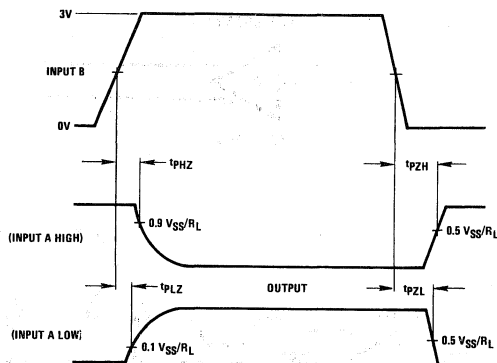 3V
INPUT B
0V
tPHZ
tPZH
(INPUT A HIGH)
0.9 VSS/RL
0.5 VSS/RL
tPLZ
OUTPUT
tPZL
(INPUT A LOW)
0.1 VSS/RL
0.5 VSS/RL